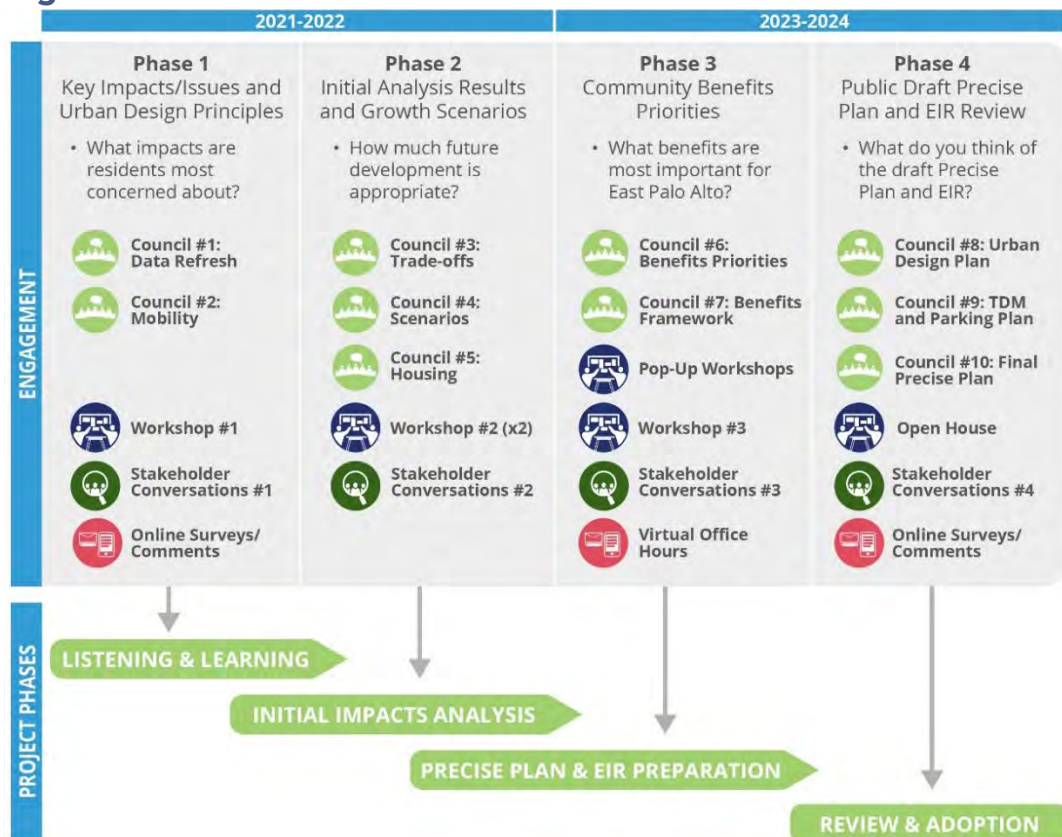 2021-2022
2023-2024
ENGAGEMENT
Phase 1
Key Impacts/Issues and
Urban Design Principles
• What impacts are
residents most
concerned about?
Council #1:
Data Refresh
Council #2:
Mobility
Workshop #1
Stakeholder
Conversations #1
Online Surveys/
Comments
Phase 2
Initial Analysis Results
and Growth Scenarios
• How much future
development is
appropriate?
Council #3:
Trade-offs
Council #4:
Scenarios
Council #5:
Housing
Workshop #2 (x2)
Stakeholder
Conversations #2
Phase 3
Community Benefits
Priorities
• What benefits are
most important for
East Palo Alto?
Council #6:
Benefits Priorities
Council #7: Benefits
Framework
Pop-Up Workshops
Workshop #3
Stakeholder
Conversations #3
Virtual Office
Hours
Phase 4
Public Draft Precise
Plan and EIR Review
• What do you think of
the draft Precise
Plan and EIR?
Council #8: Urban
Design Plan
Council #9: TDM
and Parking Plan
Council #10: Final
Precise Plan
Open House
Stakeholder
Conversations #4
Online Surveys/
Comments
PROJECT PHASES
LISTENING & LEARNING
INITIAL IMPACTS ANALYSIS
PRECISE PLAN & EIR PREPARATION
REVIEW & ADOPTION